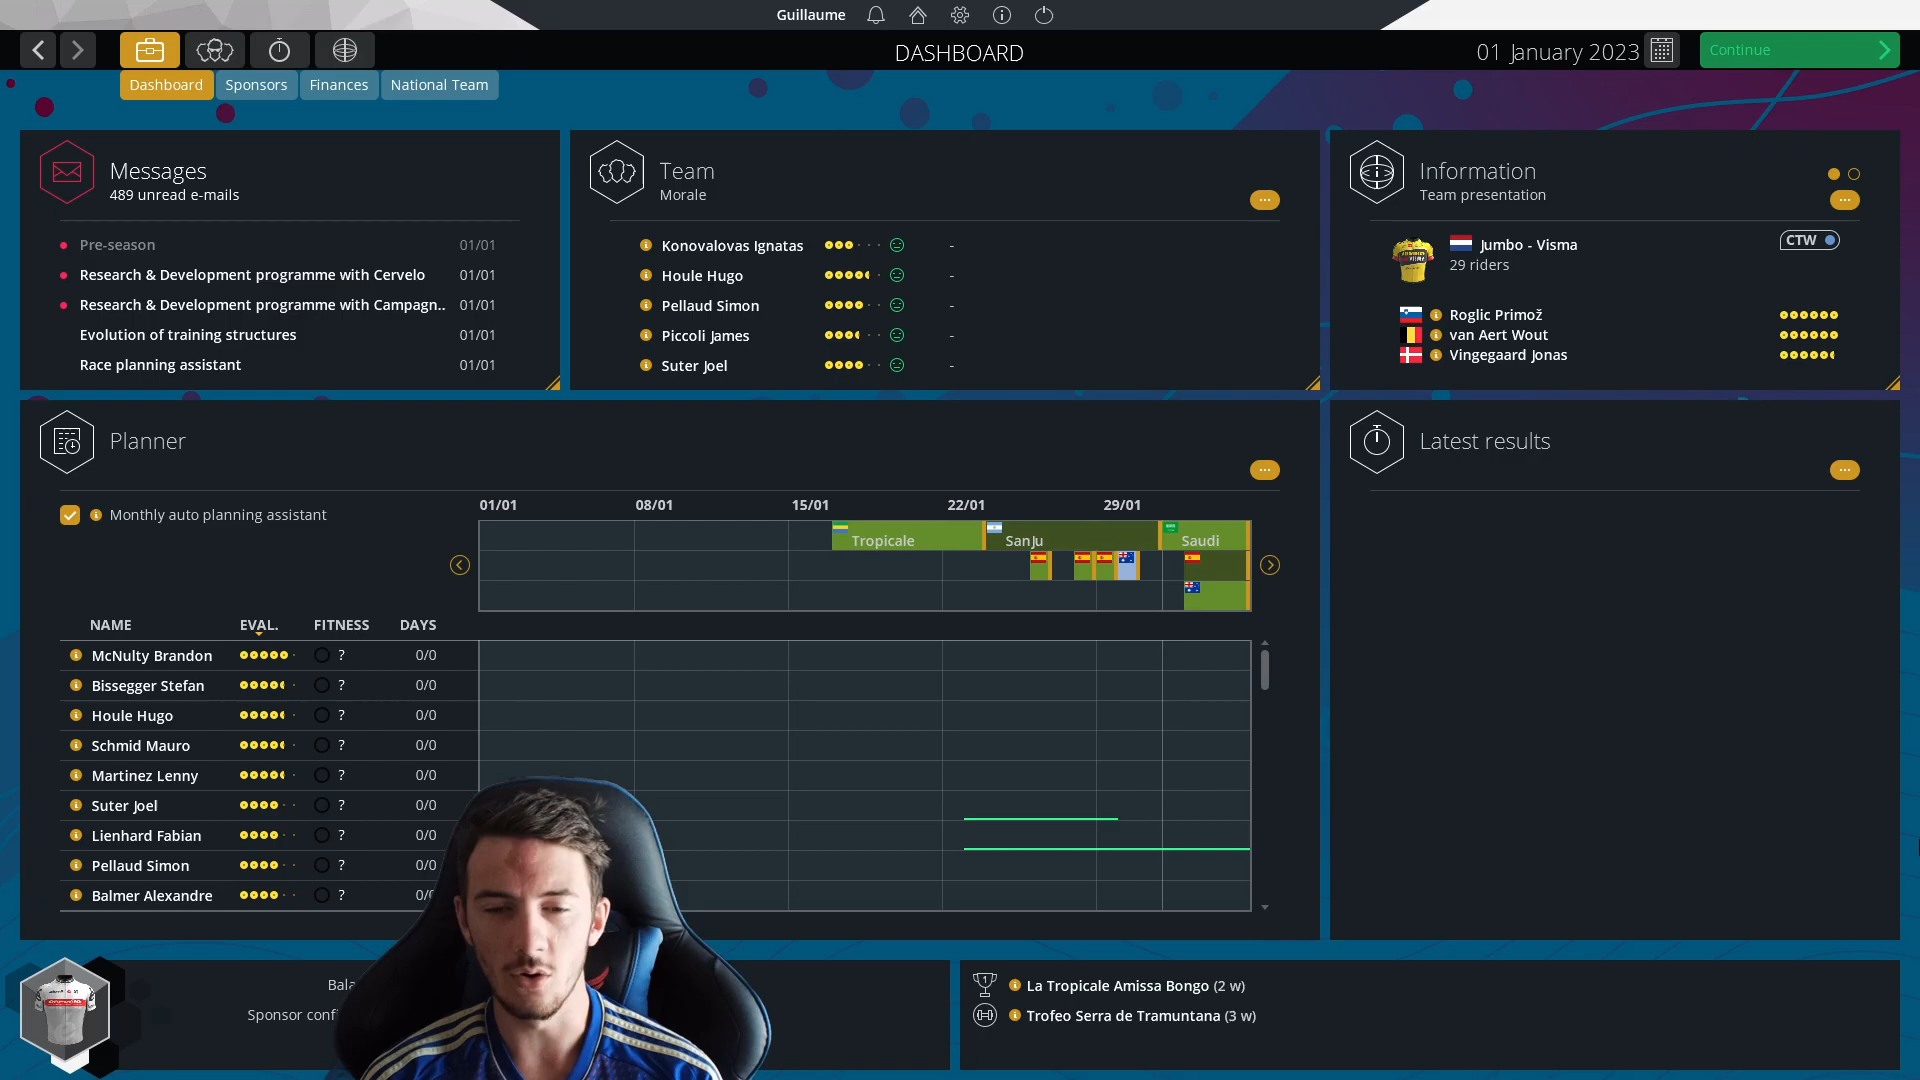 Guillaume
DASHBOARD
01 January 2023
Continue
Dashboard
Sponsors
Finances
National Team
Messages
489 unread e-mails
Pre-season 01/01
Research & Development programme with Cervelo 01/01
Research & Development programme with Campagn.. 01/01
Evolution of training structures 01/01
Race planning assistant 01/01
Team
Morale
...
Konovalovas Ignatas -
Houle Hugo -
Pellaud Simon -
Piccoli James -
Suter Joel -
Information
Team presentation
...
Jumbo - Visma CTW
29 riders
Roglic Primož
van Aert Wout
Vingegaard Jonas
Planner
...
Monthly auto planning assistant
01/01 08/01 15/01 22/01 29/01
Tropicale SanJu Saudi
NAME EVAL. FITNESS DAYS
McNulty Brandon ? 0/0
Bissegger Stefan ? 0/0
Houle Hugo ? 0/0
Schmid Mauro ? 0/0
Martinez Lenny ? 0/0
Suter Joel ? 0/0
Lienhard Fabian ? 0/0
Pellaud Simon ? 0/0
Balmer Alexandre ?
Latest results
...
Sponsor
La Tropicale Amissa Bongo (2 w)
Trofeo Serra de Tramuntana (3 w)